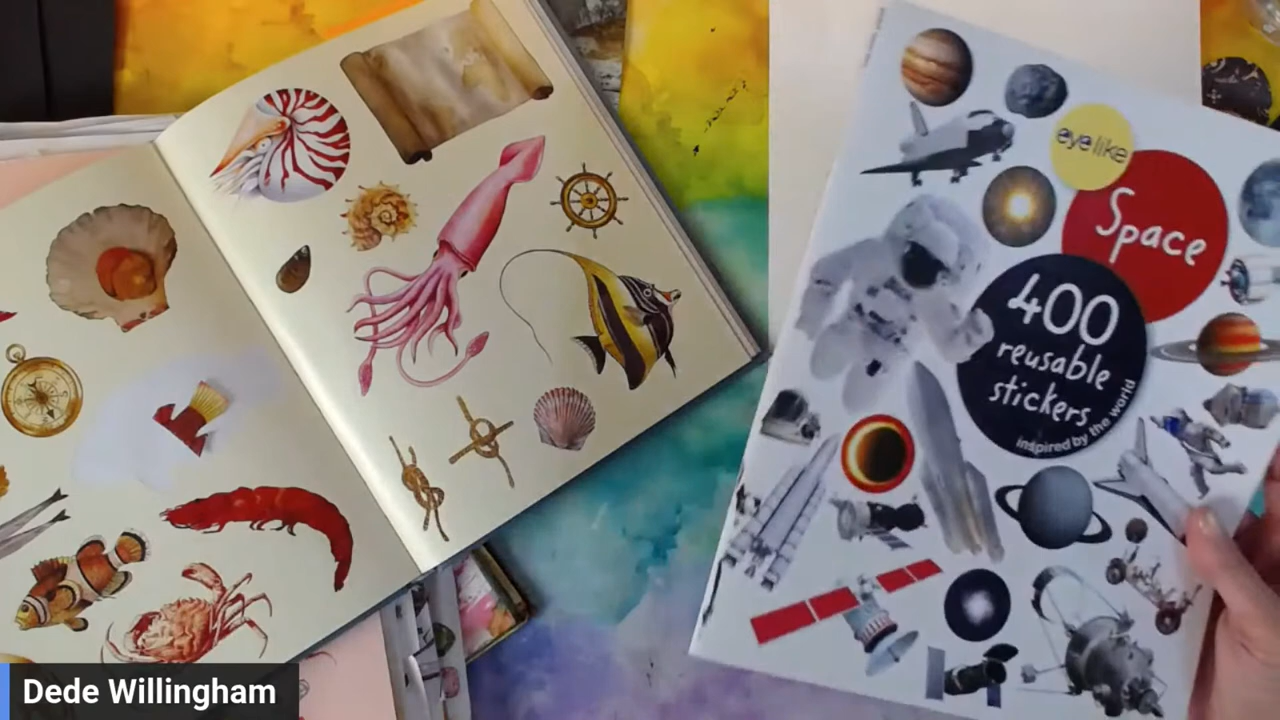 eye like
Space
400
reusable
stickers
inspired by the world
Dede Willingham